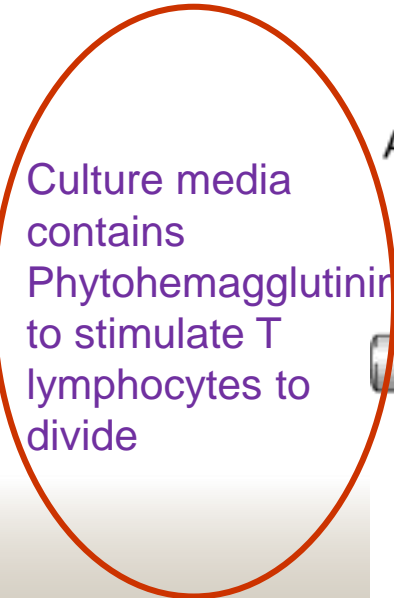 Culture media
contains
Phytohemagglutinin
to stimulate T
lymphocytes to
divide
A